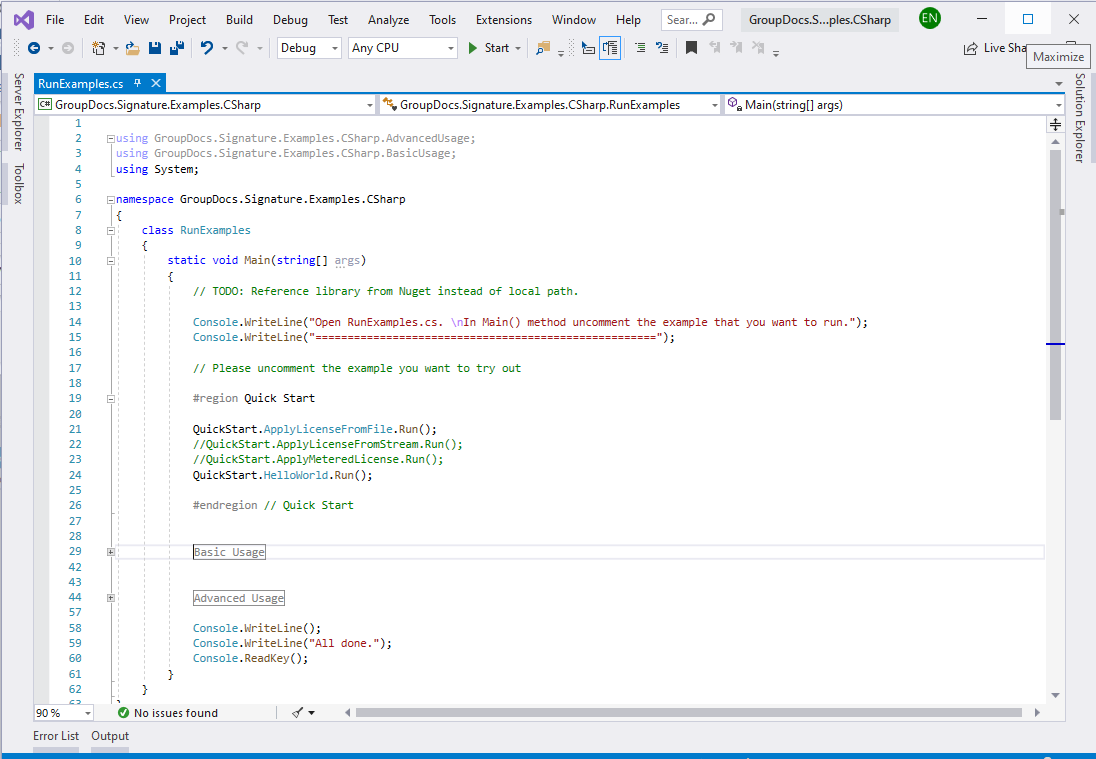 File Edit View Project Build Debug Test Analyze Tools Extensions Window Help Sear... GroupDocs.S...ples.CSharp EN
Debug Any CPU Start Live Sha
Maximize
RunExamples.cs
C# GroupDocs.Signature.Examples.CSharp GroupDocs.Signature.Examples.CSharp.RunExamples Main(string[] args)
Server Explorer
Toolbox
Solution Explorer
1
2 using GroupDocs.Signature.Examples.CSharp.AdvancedUsage;
3 using GroupDocs.Signature.Examples.CSharp.BasicUsage;
4 using System;
5
6 namespace GroupDocs.Signature.Examples.CSharp
7 {
8 class RunExamples
9 {
10 static void Main(string[] args)
11 {
12 // TODO: Reference library from Nuget instead of local path.
13
14 Console.WriteLine("Open RunExamples.cs. \nIn Main() method uncomment the example that you want to run.");
15 Console.WriteLine("=====================================================");
16
17 // Please uncomment the example you want to try out
18
19 #region Quick Start
20
21 QuickStart.ApplyLicenseFromFile.Run();
22 //QuickStart.ApplyLicenseFromStream.Run();
23 //QuickStart.ApplyMeteredLicense.Run();
24 QuickStart.HelloWorld.Run();
25
26 #endregion // Quick Start
27
28
29 Basic Usage
42
43
44 Advanced Usage
57
58 Console.WriteLine();
59 Console.WriteLine("All done.");
60 Console.ReadKey();
61 }
62 }
63 }
90 % No issues found
Error List Output